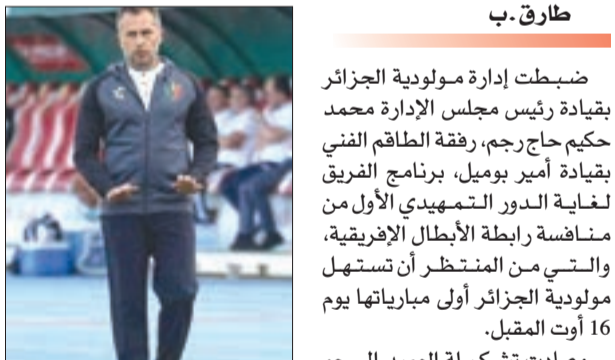 طارق.ب
ضبطت إدارة مولودية الجزائر
بقيادة رئيس مجلس الإدارة محمد
حكيم حاج رجم، رفقة الطاقم الفني
بقيادة أمير بوميل، برنامج الفريق
لغاية الدور التمهيدي الأول من
منافسة رابطة الأبطال الإفريقية،
والتي من المنتظر أن تستهل
مولودية الجزائر أولى مبارياتها يوم
16 أوت المقبل.